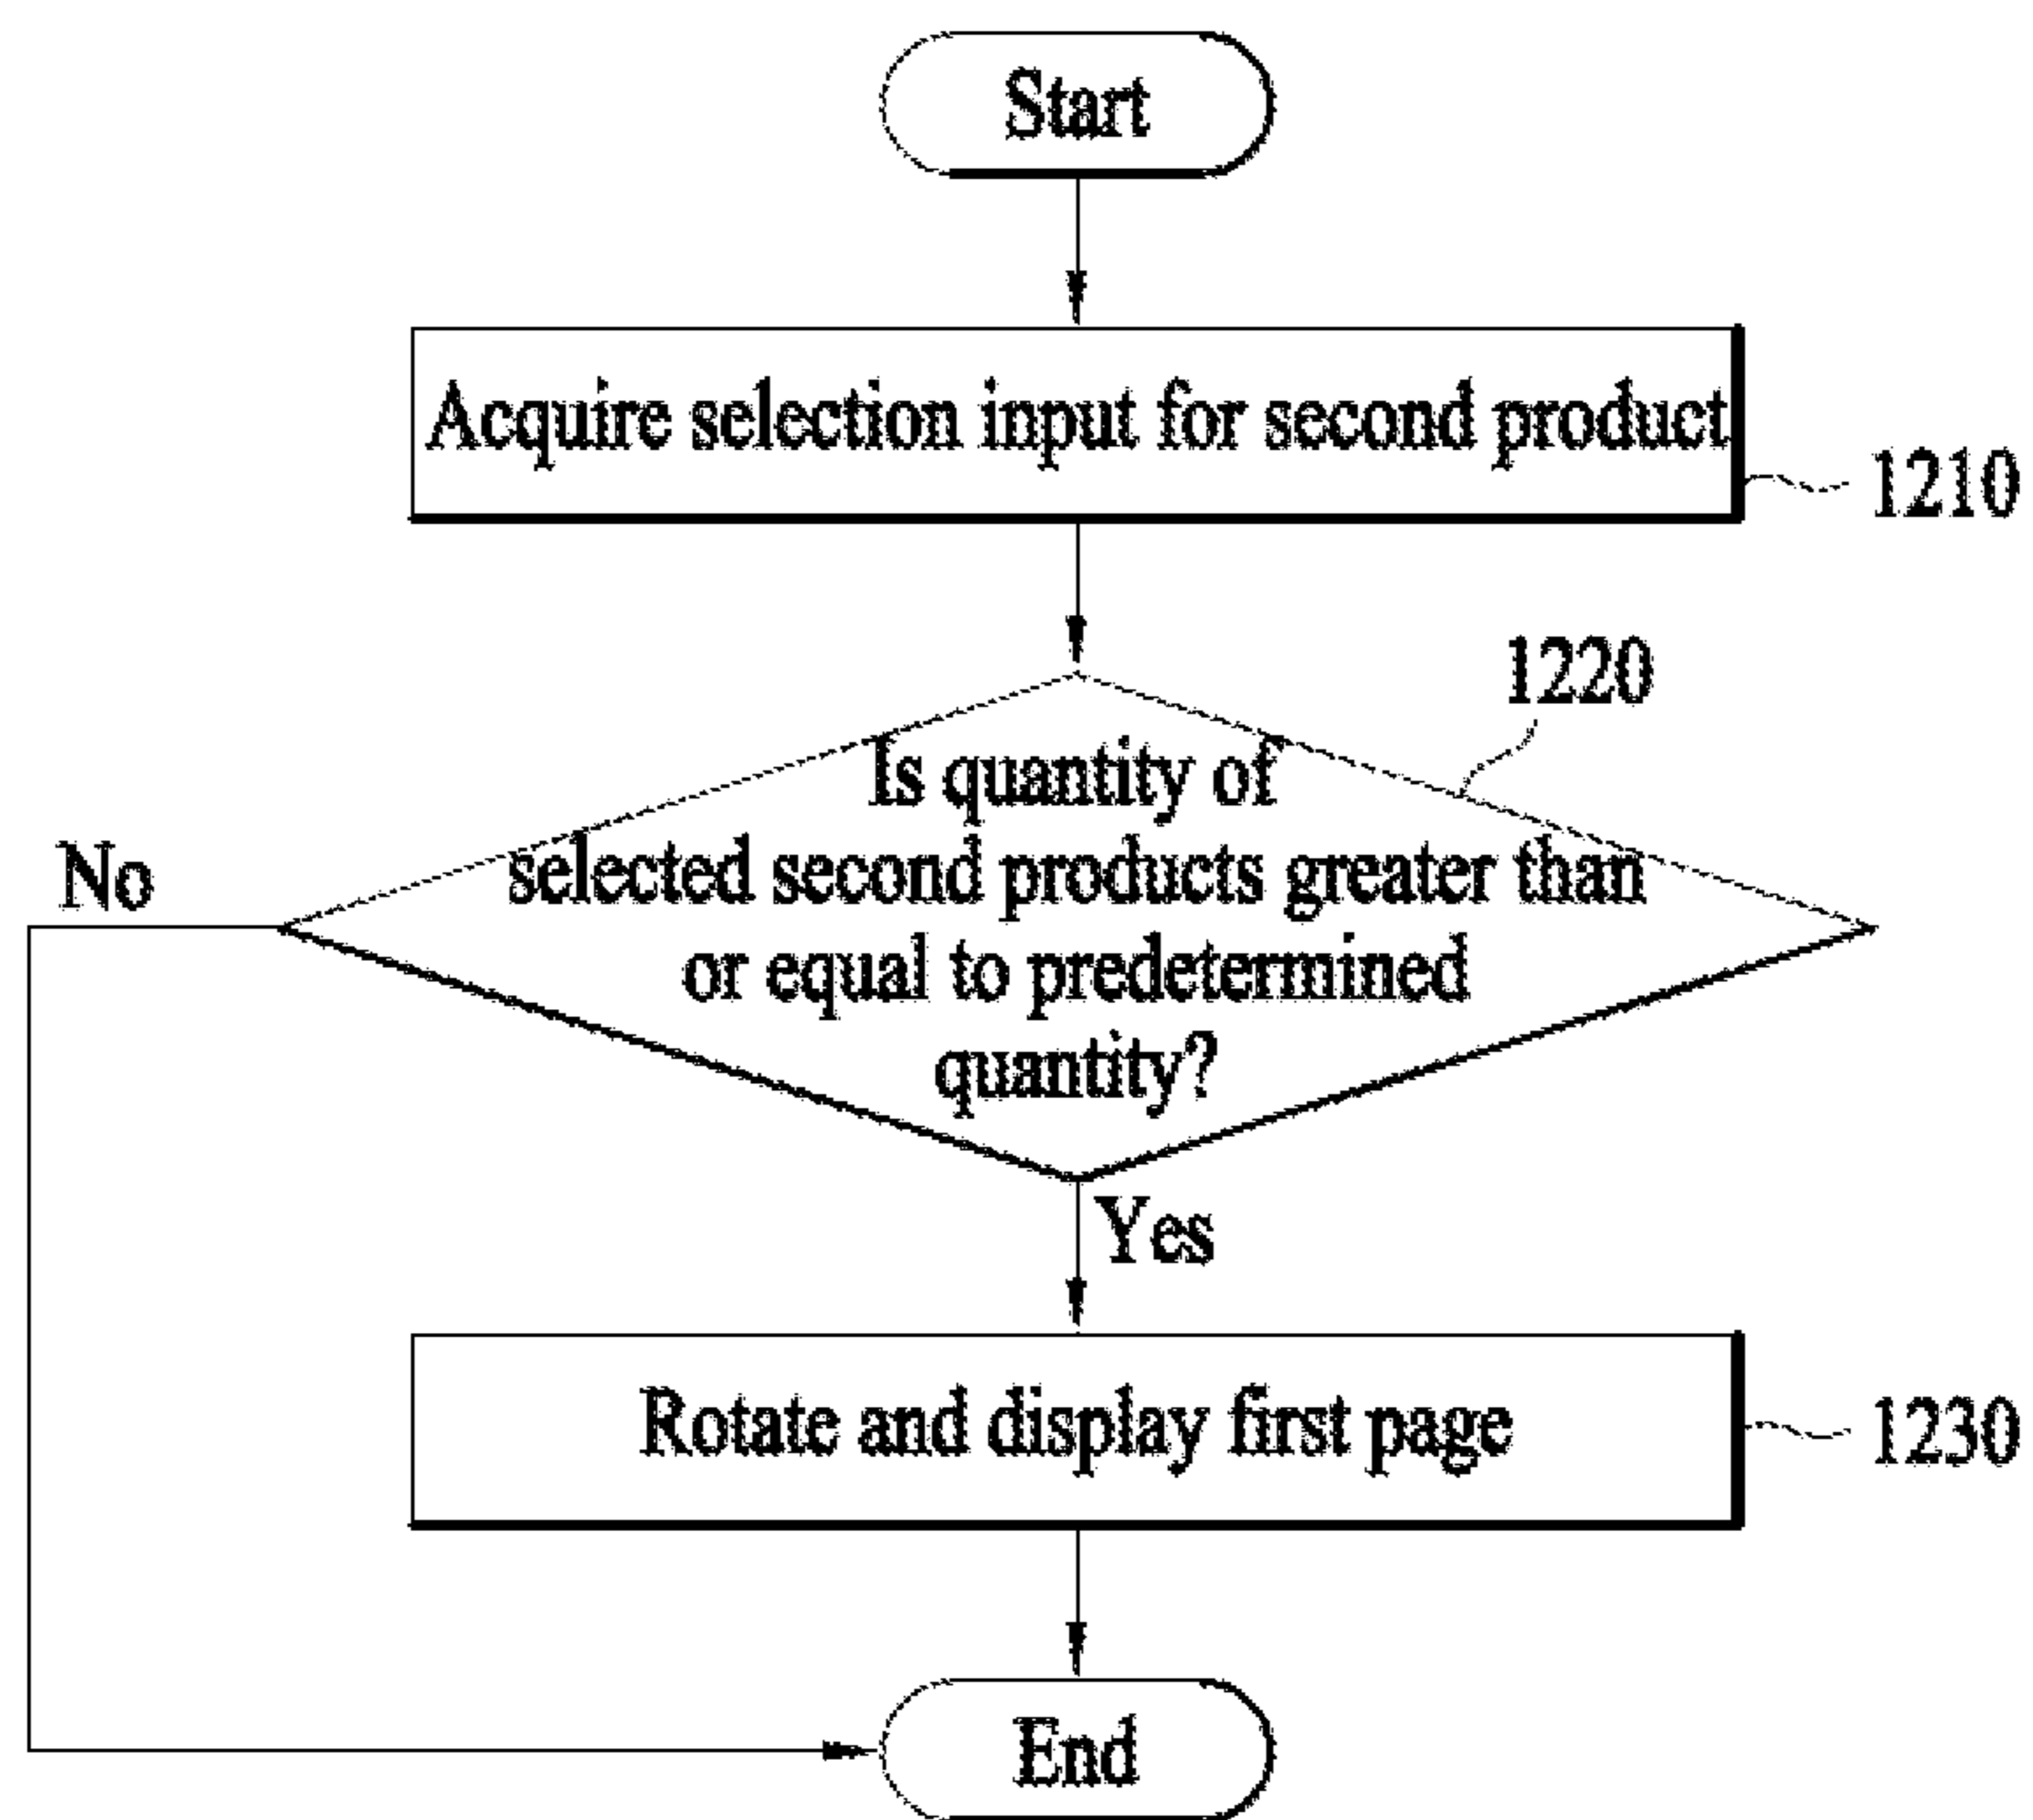 Start
Acquire selection input for second product
1210
1220
Is quantity of
selected second products greater than
or equal to predetermined
quantity?
No
Yes
Rotate and display first page
1230
End